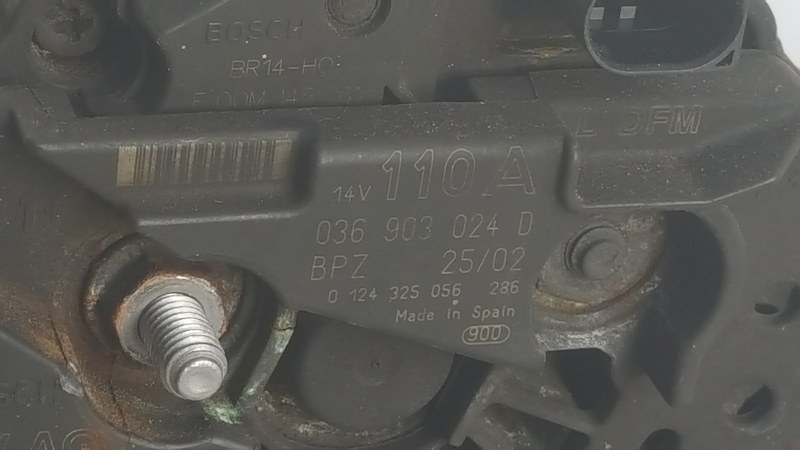 BOSCH
BR14-H0
L DFM
14V 110A
036 903 024 D
BPZ 25/02
0 124 325 056 286
Made in Spain
900